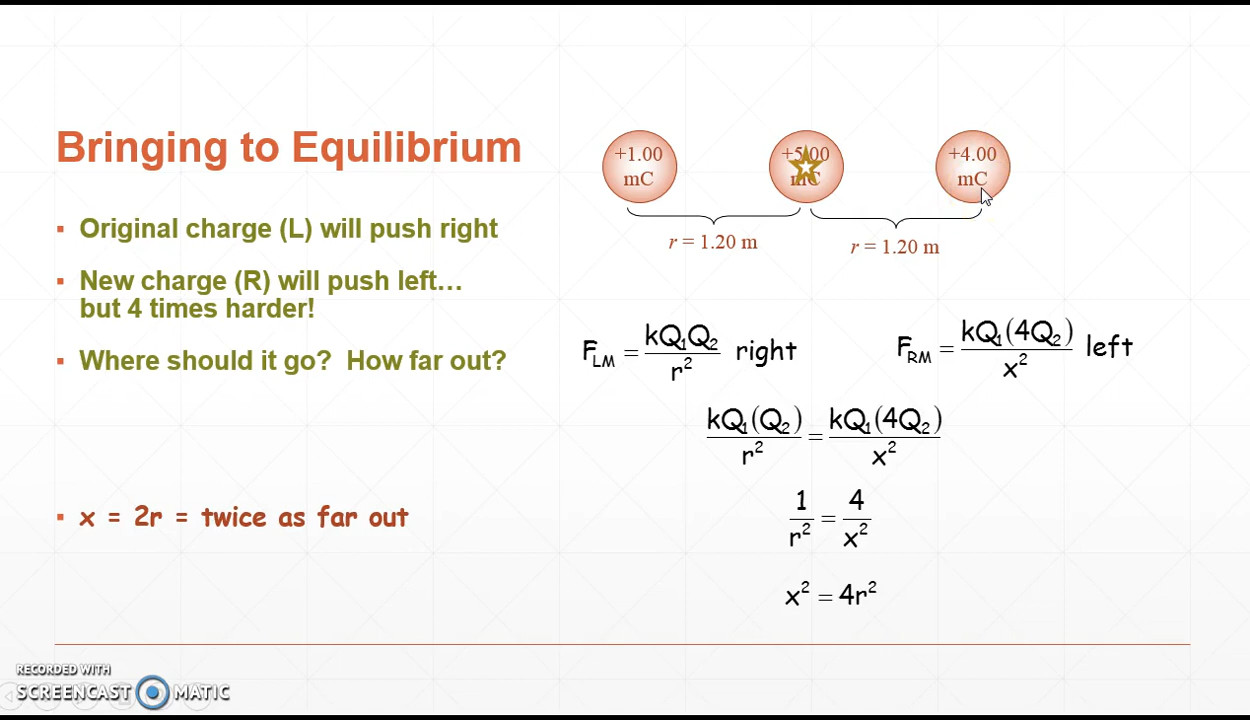 Bringing to Equilibrium
▪ Original charge (L) will push right
▪ New charge (R) will push left…
but 4 times harder!
▪ Where should it go? How far out?
▪ x = 2r = twice as far out
+1.00
mC
+5.00
mC
+4.00
mC
r = 1.20 m
r = 1.20 m
F_LM = kQ₁Q₂ / r² right
F_RM = kQ₁(4Q₂) / x² left
kQ₁(Q₂) / r² = kQ₁(4Q₂) / x²
1 / r² = 4 / x²
x² = 4r²
RECORDED WITH
SCREENCAST MATIC